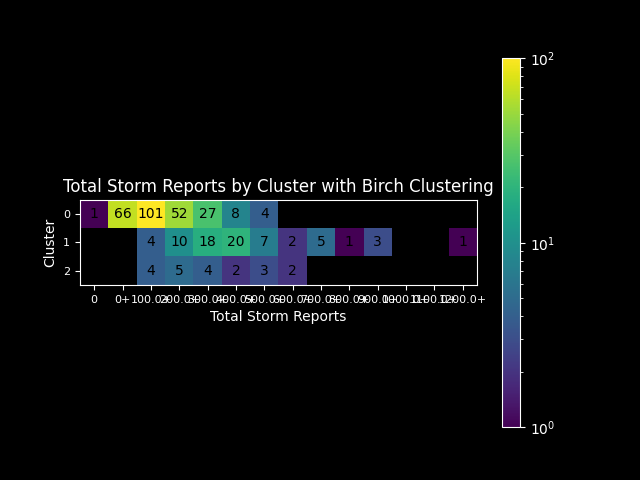 Total Storm Reports by Cluster with Birch Clustering
10²
0 1 66 101 52 27 8 4
Cluster
1 4 10 18 20 7 2 5 1 3 1
10¹
2 4 5 4 2 3 2
0 0+
Total Storm Reports
10⁰